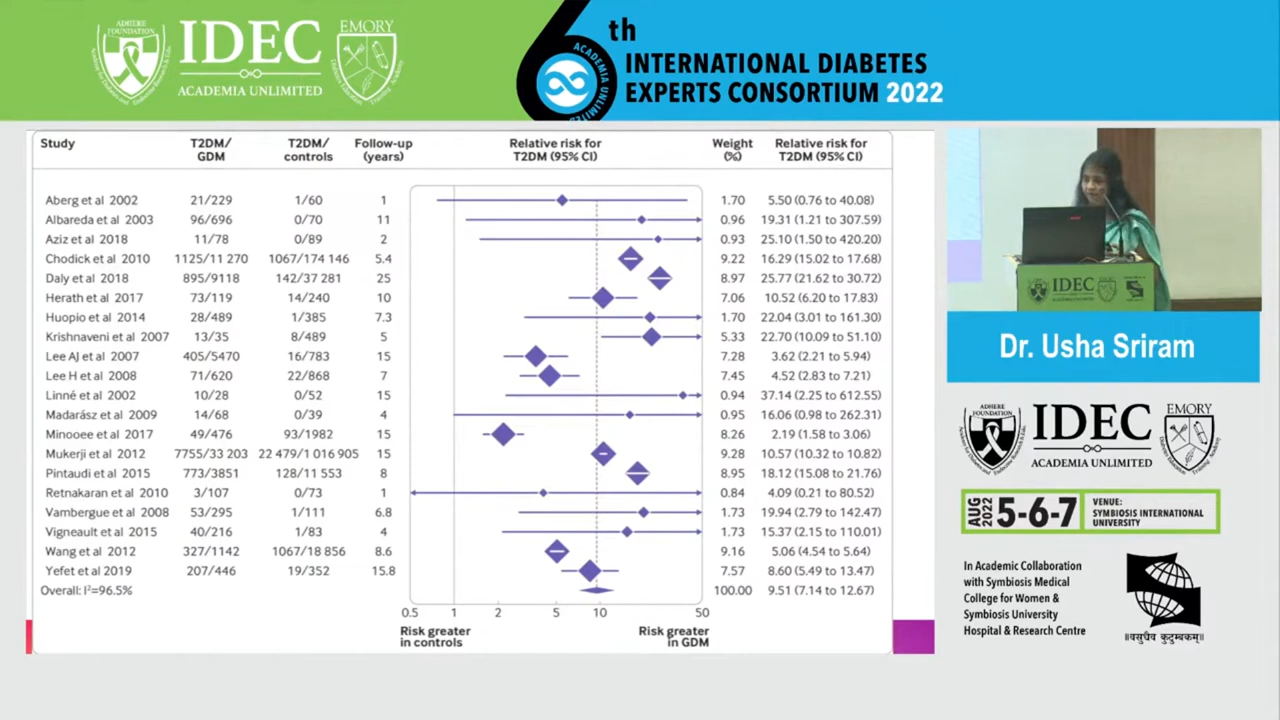 ADHERE
FOUNDATION
IDEC
ACADEMIA UNLIMITED
EMORY
6th
ACADEMIA UNLIMITED
INTERNATIONAL DIABETES
EXPERTS CONSORTIUM 2022
Study T2DM/ GDM T2DM/ controls Follow-up (years) Relative risk for T2DM (95% CI) Weight (%) Relative risk for T2DM (95% CI)
Aberg et al 2002 21/229 1/60 1 1.70 5.50 (0.76 to 40.08)
Albareda et al 2003 96/696 0/70 11 0.96 19.31 (1.21 to 307.59)
Aziz et al 2018 11/78 0/89 2 0.93 25.10 (1.50 to 420.20)
Chodick et al 2010 1125/11 270 1067/174 146 5.4 9.22 16.29 (15.02 to 17.68)
Daly et al 2018 895/9118 142/37 281 25 8.97 25.77 (21.62 to 30.72)
Herath et al 2017 73/119 14/240 10 7.06 10.52 (6.20 to 17.83)
Huopio et al 2014 28/489 1/385 7.3 1.70 22.04 (3.01 to 161.30)
Krishnaveni et al 2007 13/35 8/489 5 5.33 22.70 (10.09 to 51.10)
Lee AJ et al 2007 405/5470 16/783 15 7.28 3.62 (2.21 to 5.94)
Lee H et al 2008 71/620 22/868 7 7.45 4.52 (2.83 to 7.21)
Linné et al 2002 10/28 0/52 15 0.94 37.14 (2.25 to 612.55)
Madarász et al 2009 14/68 0/39 4 0.95 16.06 (0.98 to 262.31)
Minooee et al 2017 49/476 93/1982 15 8.26 2.19 (1.58 to 3.06)
Mukerji et al 2012 7755/33 203 22 479/1 016 905 15 9.28 10.57 (10.32 to 10.82)
Pintaudi et al 2015 773/3851 128/11 553 8 8.95 18.12 (15.08 to 21.76)
Retnakaran et al 2010 3/107 0/73 1 0.84 4.09 (0.21 to 80.52)
Vambergue et al 2008 53/295 1/111 6.8 1.73 19.94 (2.79 to 142.47)
Vigneault et al 2015 40/216 1/83 4 1.73 15.37 (2.15 to 110.01)
Wang et al 2012 327/1142 1067/18 856 8.6 9.16 5.06 (4.54 to 5.64)
Yefet et al 2019 207/446 19/352 15.8 7.57 8.60 (5.49 to 13.47)
Overall: I²=96.5% 100.00 9.51 (7.14 to 12.67)
0.5 1 2 5 10 50
Risk greater in controls
Risk greater in GDM
IDEC
Dr. Usha Sriram
ADHERE
FOUNDATION
IDEC
ACADEMIA UNLIMITED
EMORY
AUG 2022 5-6-7 VENUE:
SYMBIOSIS INTERNATIONAL
UNIVERSITY
In Academic Collaboration
with Symbiosis Medical
College for Women &
Symbiosis University
Hospital & Research Centre
॥वसुधैव कुटुम्बकम्॥